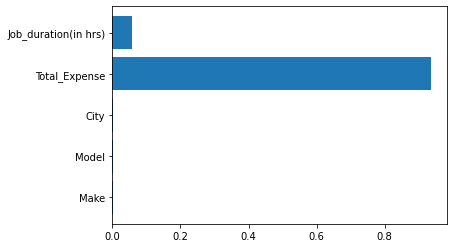 Job_duration(in hrs)
Total_Expense
City
Model
Make
0.0 0.2 0.4 0.6 0.8